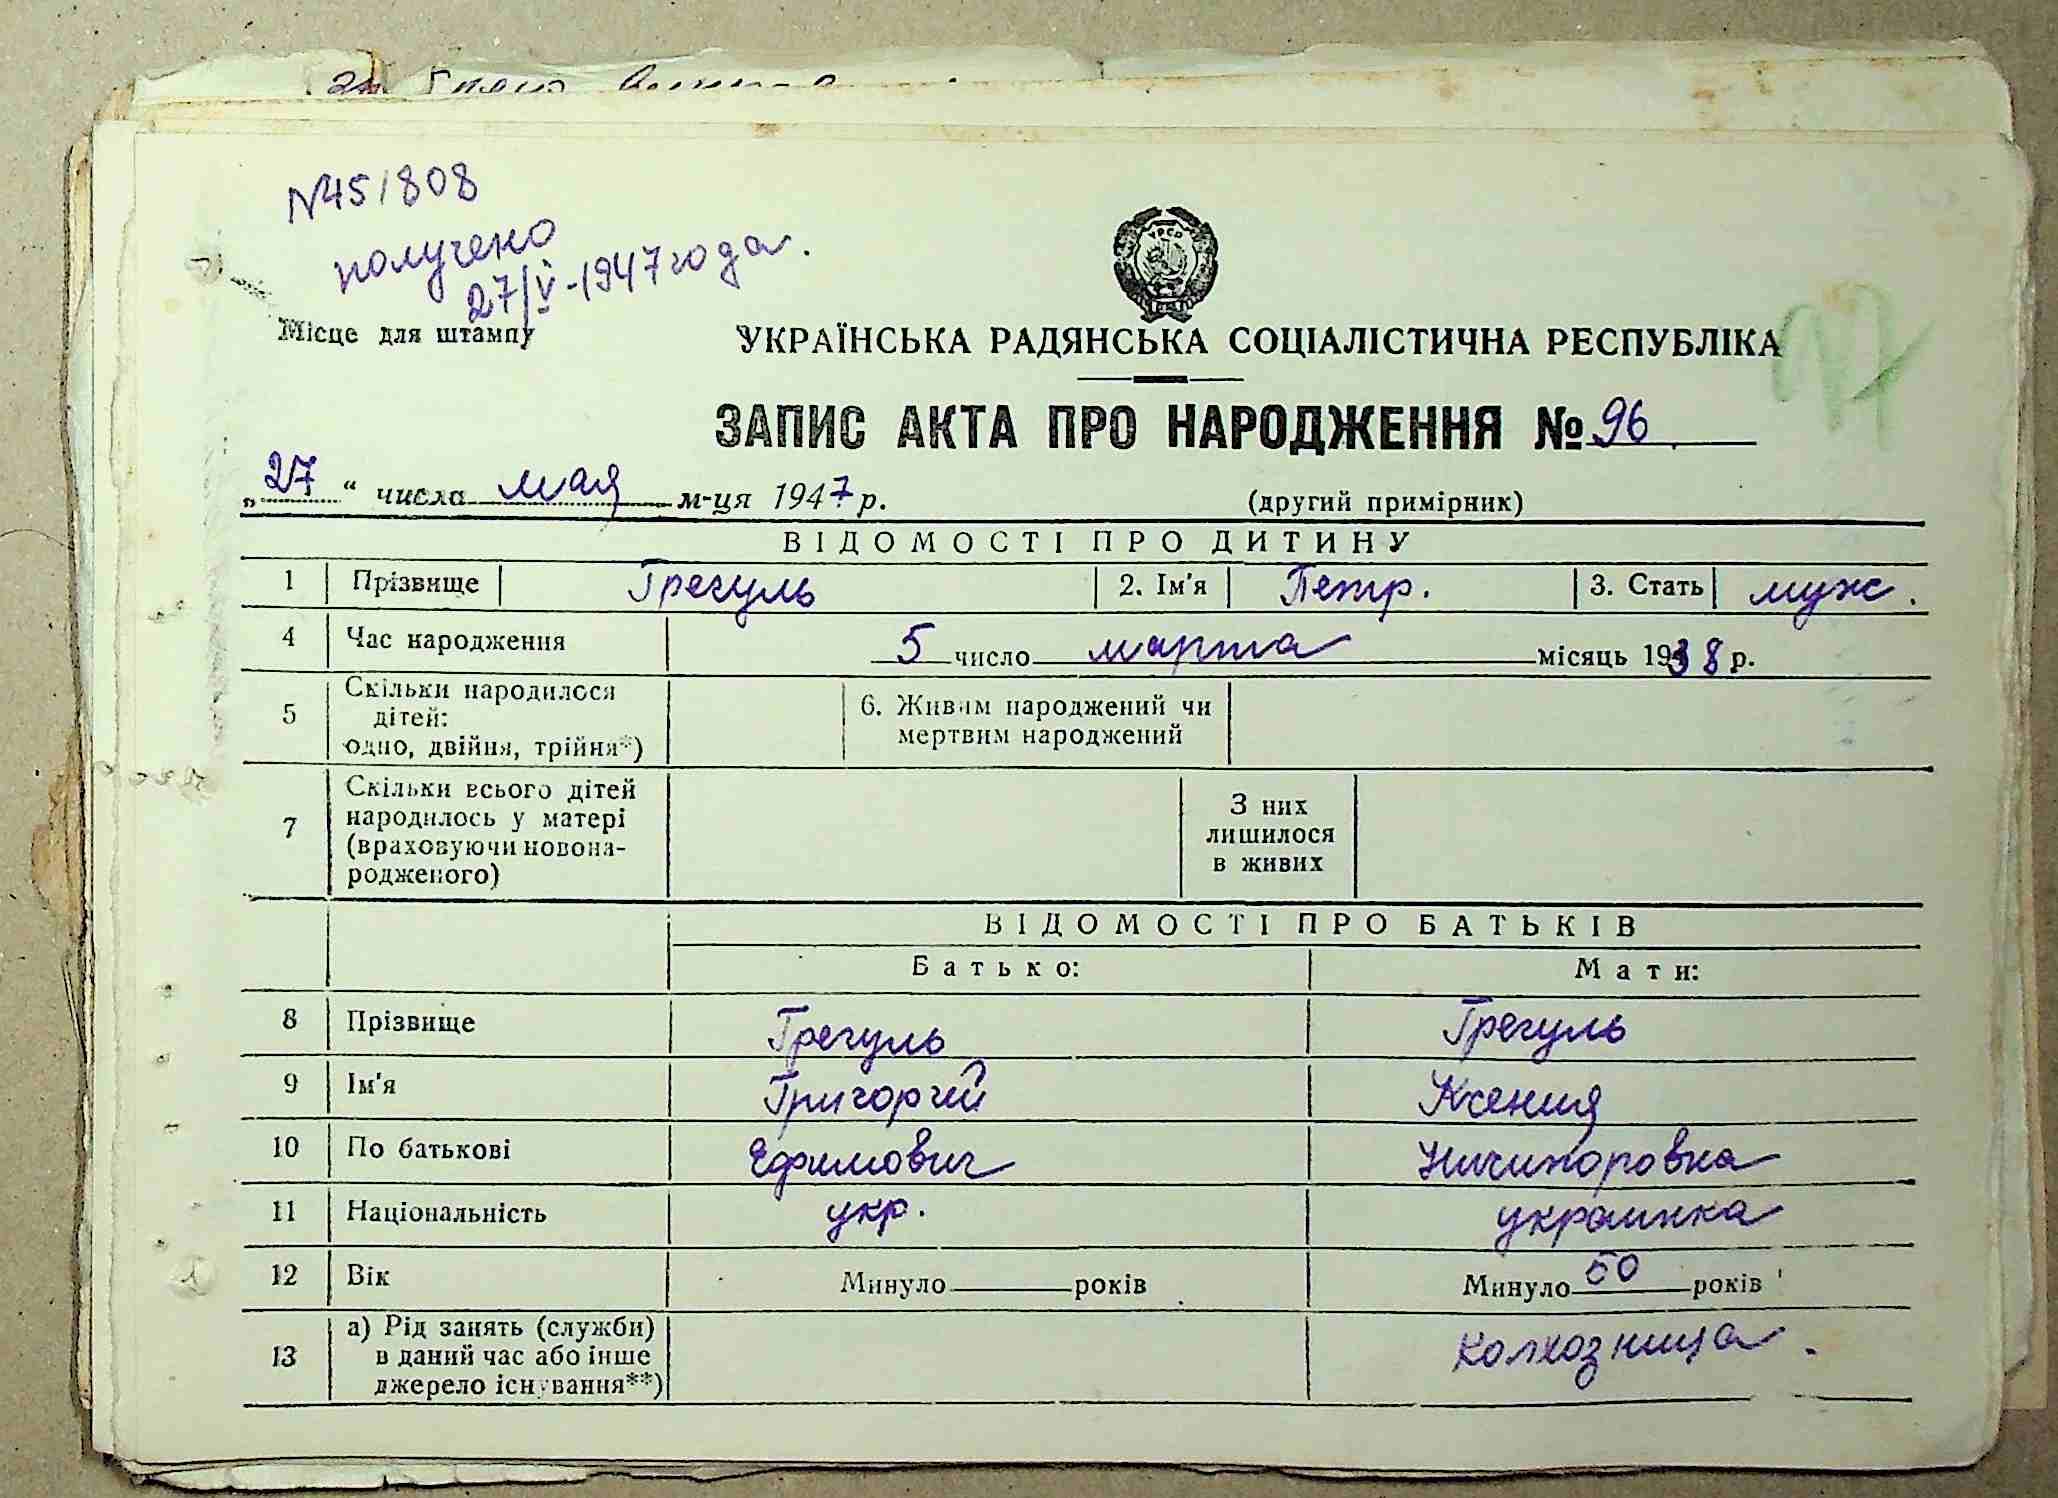 №451808
получено
27/V-1947 года.
Місце для штампу
УРСР
УКРАЇНСЬКА РАДЯНСЬКА СОЦІАЛІСТИЧНА РЕСПУБЛІКА
ЗАПИС АКТА ПРО НАРОДЖЕННЯ № 96
„27“ числа мая м-ця 1947 р. (другий примірник)
ВІДОМОСТІ ПРО ДИТИНУ
1 Прізвище Грегуль 2. Ім'я Петр. 3. Стать муж.
4 Час народження 5 число марта місяць 1938 р.
5 Скільки народилося дітей: одно, двійня, трійня*) 6. Живим народжений чи мертвим народжений
7 Скільки всього дітей народилось у матері (враховуючи новонародженого) З них лишилося в живих
ВІДОМОСТІ ПРО БАТЬКІВ
Батько: Мати:
8 Прізвище Грегуль Грегуль
9 Ім'я Григорий Ксения
10 По батькові Ефимович Ничипоровна
11 Національність укр. украинка
12 Вік Минуло років Минуло 50 років
13 а) Рід занять (служби) в даний час або інше джерело існування**) Колхозница.